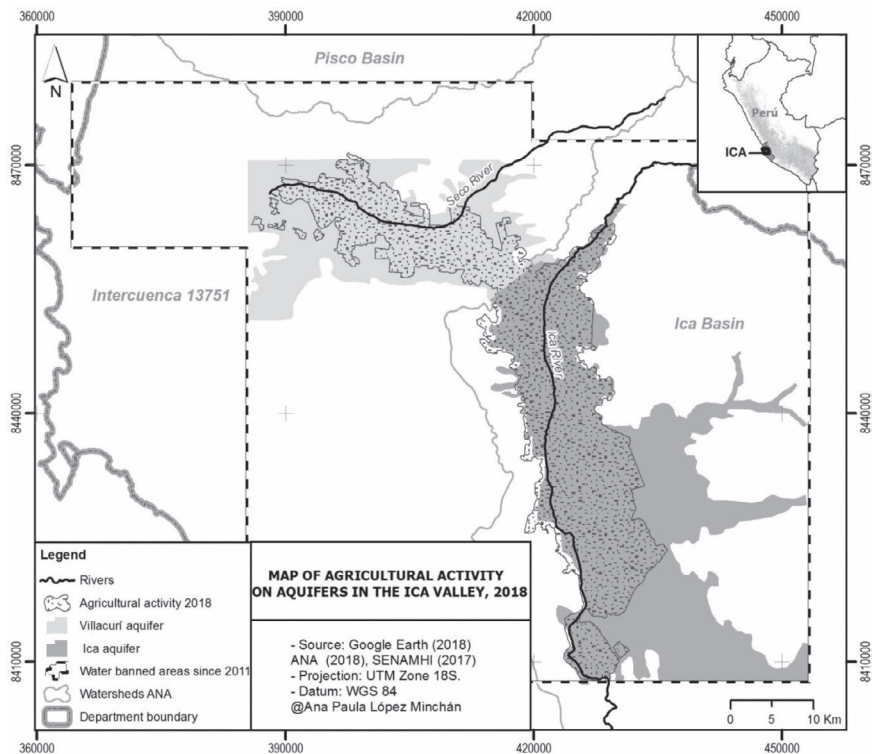 360000
390000
420000
450000
Pisco Basin
N
Perú
ICA
8470000
8470000
Seco River
Intercuenca 13751
Ica Basin
Ica River
8440000
8440000
Legend
Rivers
Agricultural activity 2018
Villacurí aquifer
Ica aquifer
Water banned areas since 2011
Watersheds ANA
Department boundary
MAP OF AGRICULTURAL ACTIVITY
ON AQUIFERS IN THE ICA VALLEY, 2018
- Source: Google Earth (2018)
ANA (2018), SENAMHI (2017)
- Projection: UTM Zone 18S.
- Datum: WGS 84
@Ana Paula López Minchán
8410000
8410000
0 5 10 Km
360000
390000
420000
450000